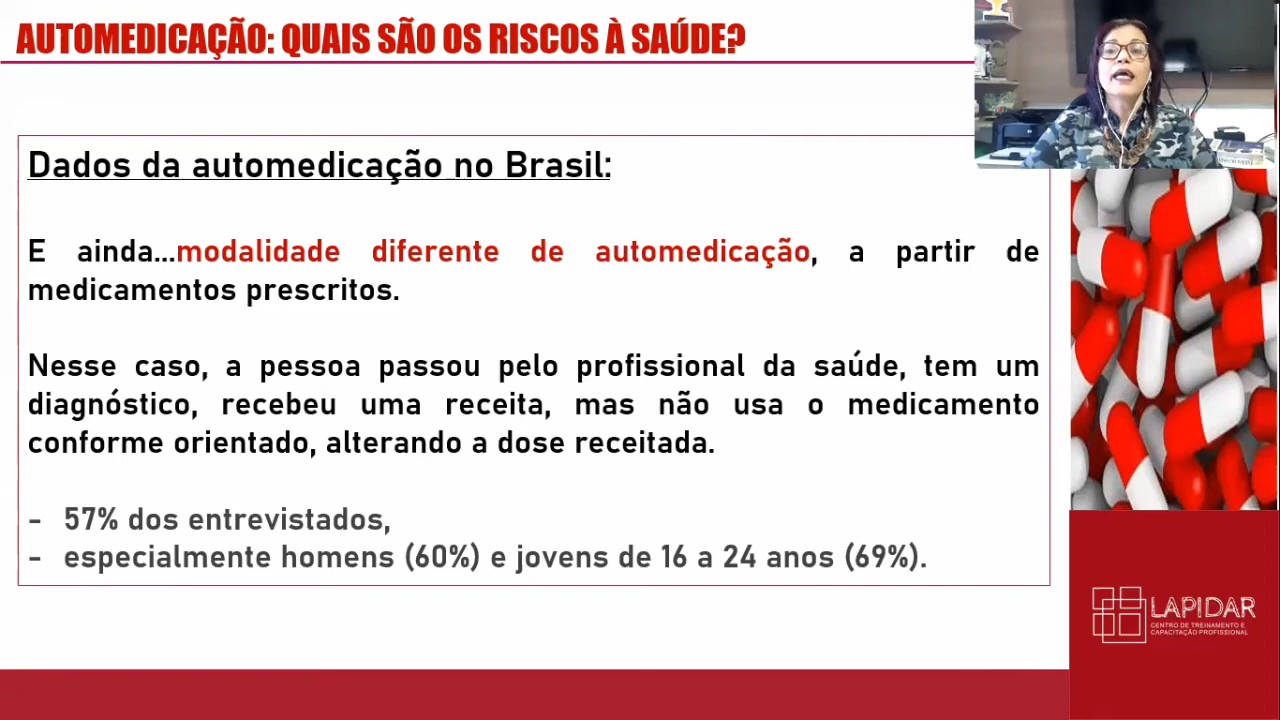 AUTOMEDICAÇÃO: QUAIS SÃO OS RISCOS À SAÚDE?
Dados da automedicação no Brasil:
E ainda...modalidade diferente de automedicação, a partir de
medicamentos prescritos.
Nesse caso, a pessoa passou pelo profissional da saúde, tem um
diagnóstico, recebeu uma receita, mas não usa o medicamento
conforme orientado, alterando a dose receitada.
- 57% dos entrevistados,
- especialmente homens (60%) e jovens de 16 a 24 anos (69%).
LAPIDAR
CENTRO DE TREINAMENTO E
CAPACITAÇÃO PROFISSIONAL